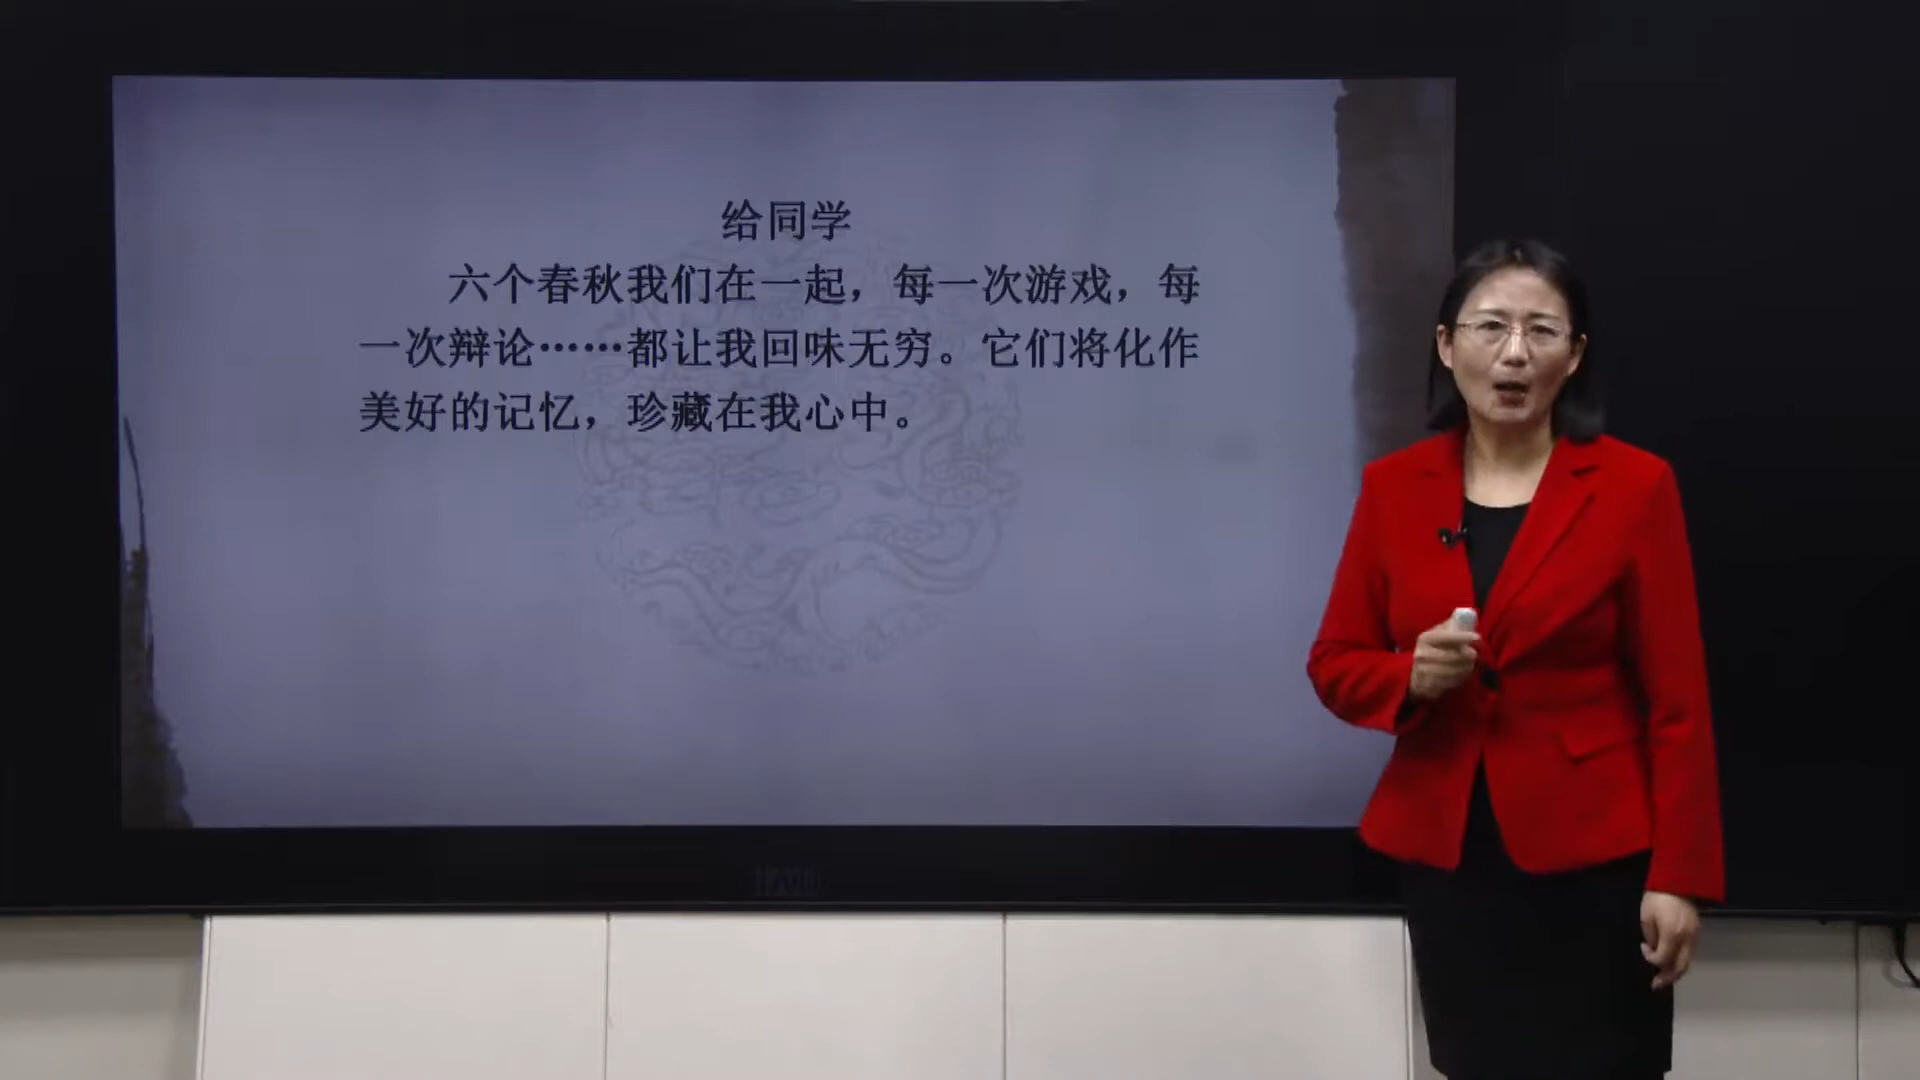 给同学
六个春秋我们在一起，每一次游戏，每
一次辩论……都让我回味无穷。它们将化作
美好的记忆，珍藏在我心中。